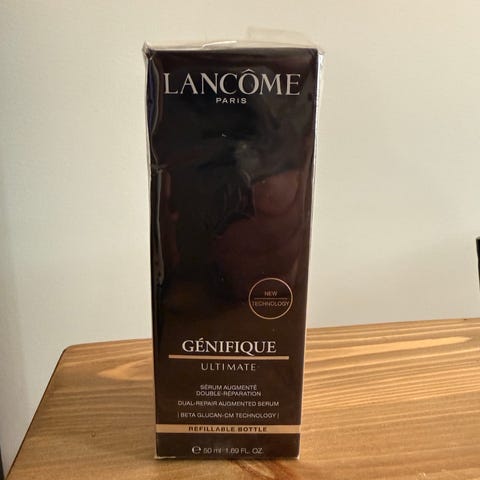 LANCÔME
PARIS
NEW
TECHNOLOGY
GÉNIFIQUE
ULTIMATE
SÉRUM AUGMENTÉ
DOUBLE-RÉPARATION
DUAL-REPAIR AUGMENTED SERUM
| BETA GLUCAN-CM TECHNOLOGY |
REFILLABLE BOTTLE
℮ 50 ml 1.69 FL. OZ.